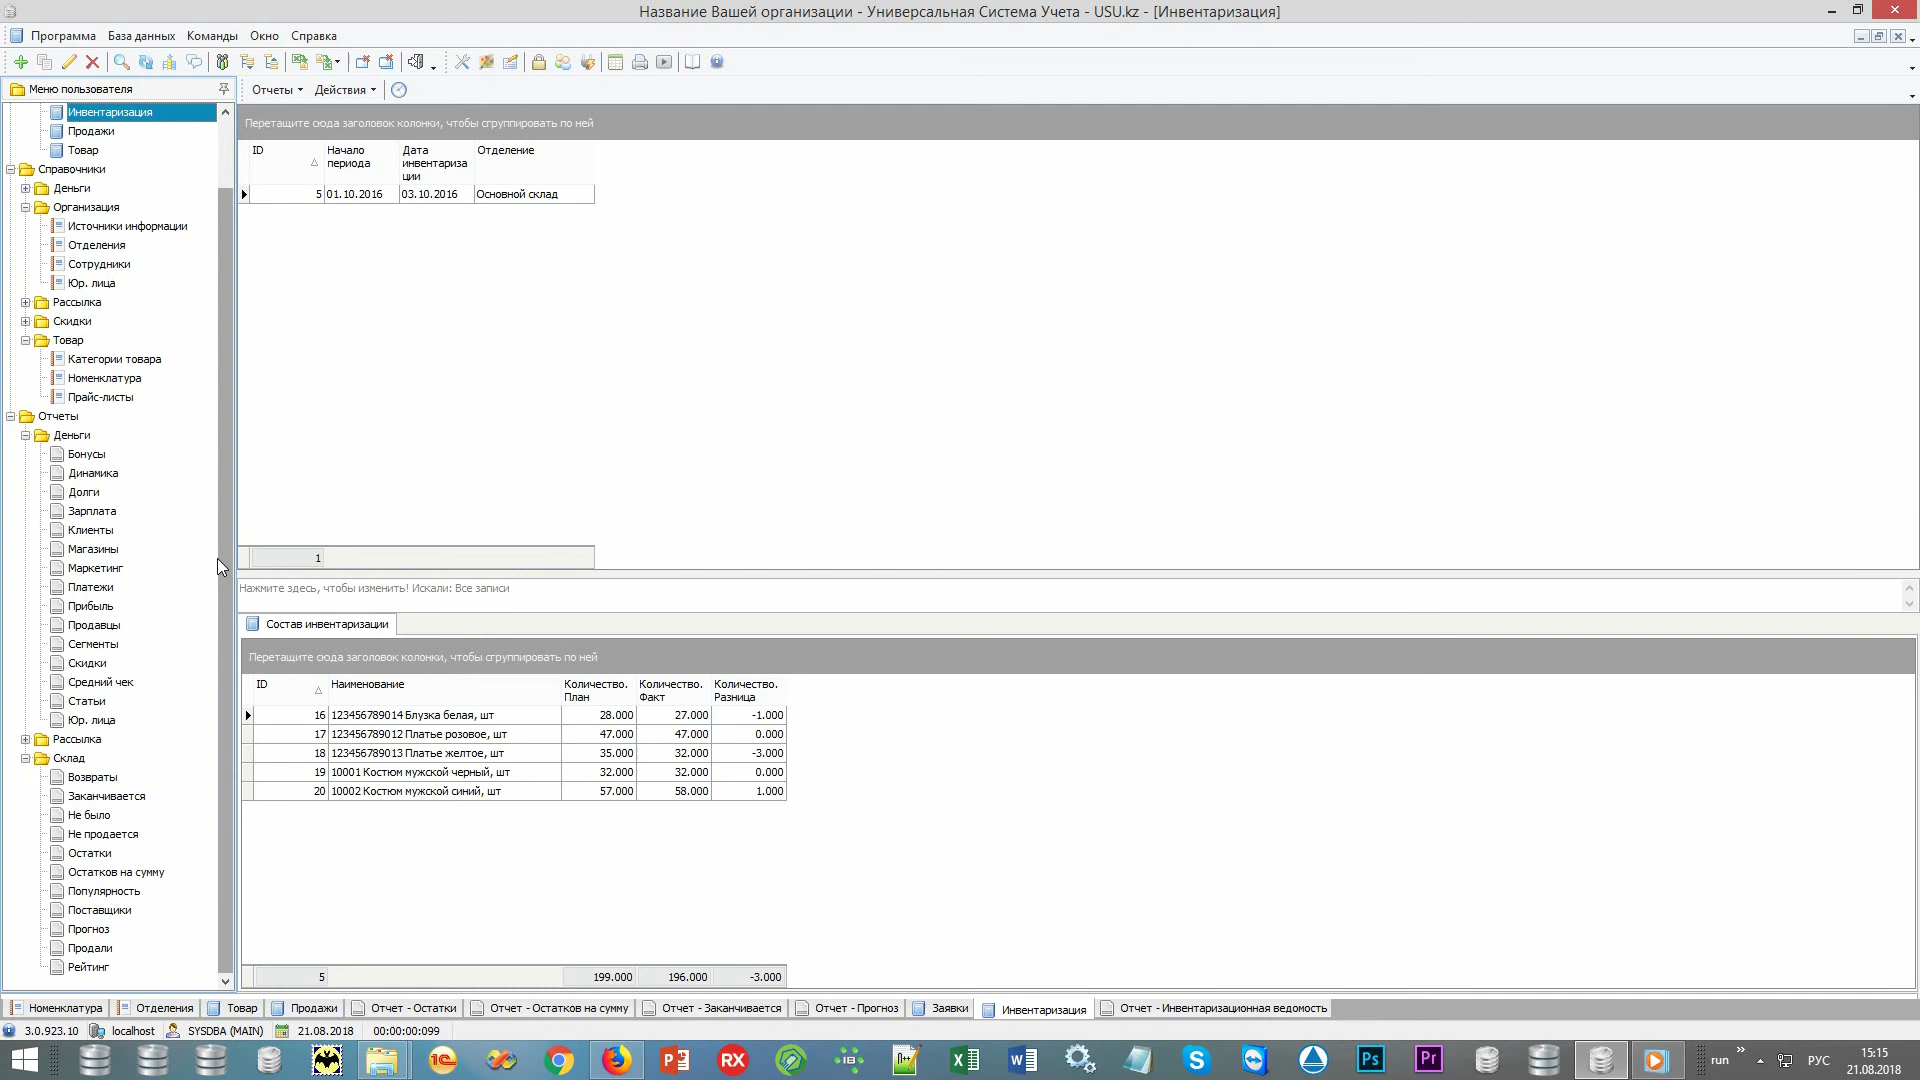 Название Вашей организации - Универсальная Система Учета - USU.kz - [Инвентаризация]
Программа База данных Команды Окно Справка
Меню пользователя
Отчеты Действия
Инвентаризация
Продажи
Товар
Справочники
Деньги
Организация
Источники информации
Отделения
Сотрудники
Юр. лица
Рассылка
Скидки
Товар
Категории товара
Номенклатура
Прайс-листы
Отчеты
Деньги
Бонусы
Динамика
Долги
Зарплата
Клиенты
Магазины
Маркетинг
Платежи
Прибыль
Продавцы
Сегменты
Скидки
Средний чек
Статьи
Юр. лица
Рассылка
Склад
Возвраты
Заканчивается
Не было
Не продается
Остатки
Остатков на сумму
Популярность
Поставщики
Прогноз
Продали
Рейтинг
Перетащите сюда заголовок колонки, чтобы сгруппировать по ней
ID Начало периода Дата инвентариза ции Отделение
5 01.10.2016 03.10.2016 Основной склад
1
Нажмите здесь, чтобы изменить! Искали: Все записи
Состав инвентаризации
Перетащите сюда заголовок колонки, чтобы сгруппировать по ней
ID Наименование Количество. План Количество. Факт Количество. Разница
16 123456789014 Блузка белая, шт 28.000 27.000 -1.000
17 123456789012 Платье розовое, шт 47.000 47.000 0.000
18 123456789013 Платье желтое, шт 35.000 32.000 -3.000
19 10001 Костюм мужской черный, шт 32.000 32.000 0.000
20 10002 Костюм мужской синий, шт 57.000 58.000 1.000
5 199.000 196.000 -3.000
Номенклатура Отделения Товар Продажи Отчет - Остатки Отчет - Остатков на сумму Отчет - Заканчивается Отчет - Прогноз Заявки Инвентаризация Отчет - Инвентаризационная ведомость
3.0.923.10 localhost SYSDBA (MAIN) 21.08.2018 00:00:00:099
RX IB X W S Ps Pr run » РУС 15:15
21.08.2018